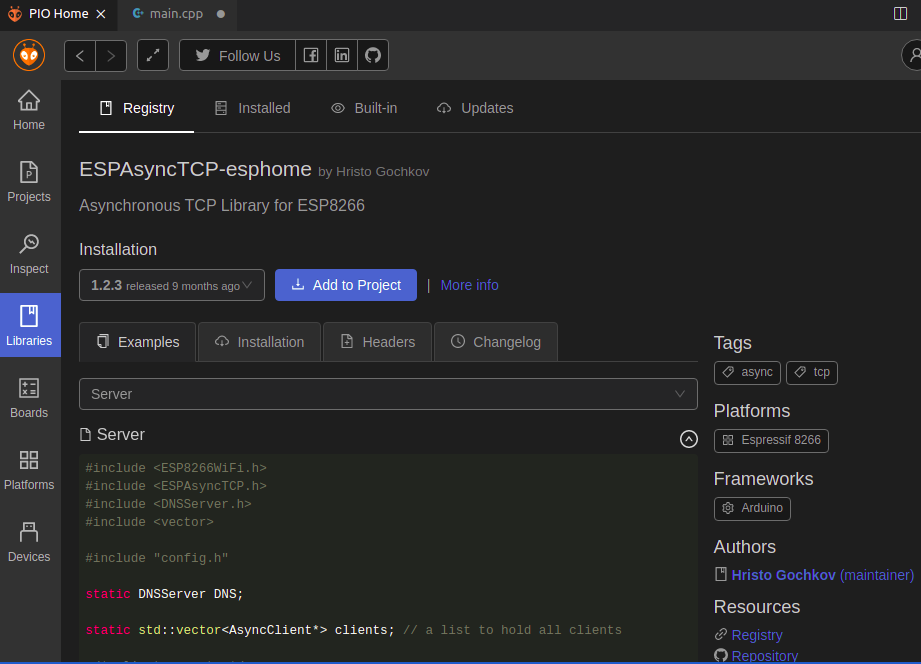 PIO Home
main.cpp
Follow Us
Home
Projects
Inspect
Libraries
Boards
Platforms
Devices
Registry Installed Built-in Updates
ESPAsyncTCP-esphome by Hristo Gochkov
Asynchronous TCP Library for ESP8266
Installation
1.2.3 released 9 months ago Add to Project | More info
Examples Installation Headers Changelog
Server
Server
#include <ESP8266WiFi.h>
#include <ESPAsyncTCP.h>
#include <DNSServer.h>
#include <vector>
#include "config.h"
static DNSServer DNS;
static std::vector<AsyncClient*> clients; // a list to hold all clients
Tags
async tcp
Platforms
Espressif 8266
Frameworks
Arduino
Authors
Hristo Gochkov (maintainer)
Resources
Registry
Repository